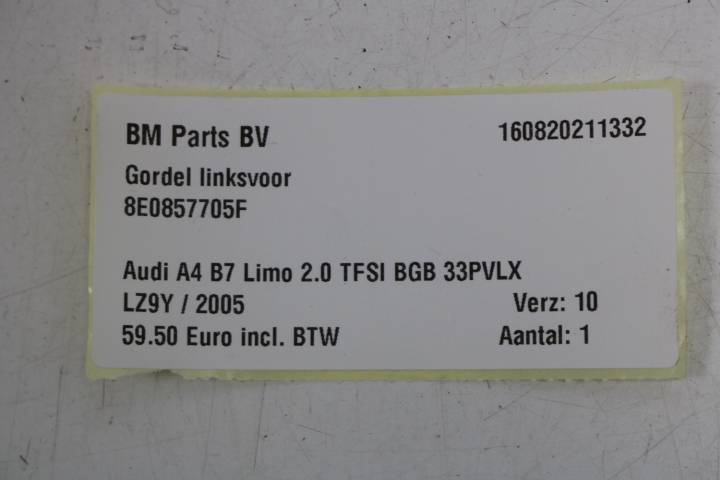 BM Parts BV 160820211332
Gordel linksvoor
8E0857705F
Audi A4 B7 Limo 2.0 TFSI BGB 33PVLX
LZ9Y / 2005 Verz: 10
59.50 Euro incl. BTW Aantal: 1